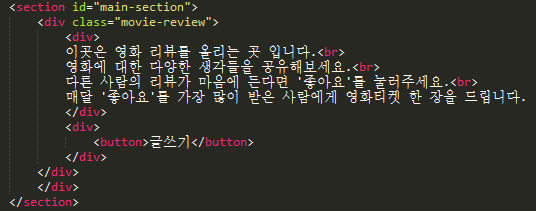 <section id="main-section">
<div class="movie-review">
<div>
이곳은 영화 리뷰를 올리는 곳 입니다.<br>
영화에 대한 다양한 생각들을 공유해보세요.<br>
다른 사람의 리뷰가 마음에 든다면 '좋아요'를 눌러주세요.<br>
매달 '좋아요'를 가장 많이 받은 사람에게 영화티켓 한 장을 드립니다.
</div>
<div>
<button>글쓰기</button>
</div>
</div>
</div>
</section>